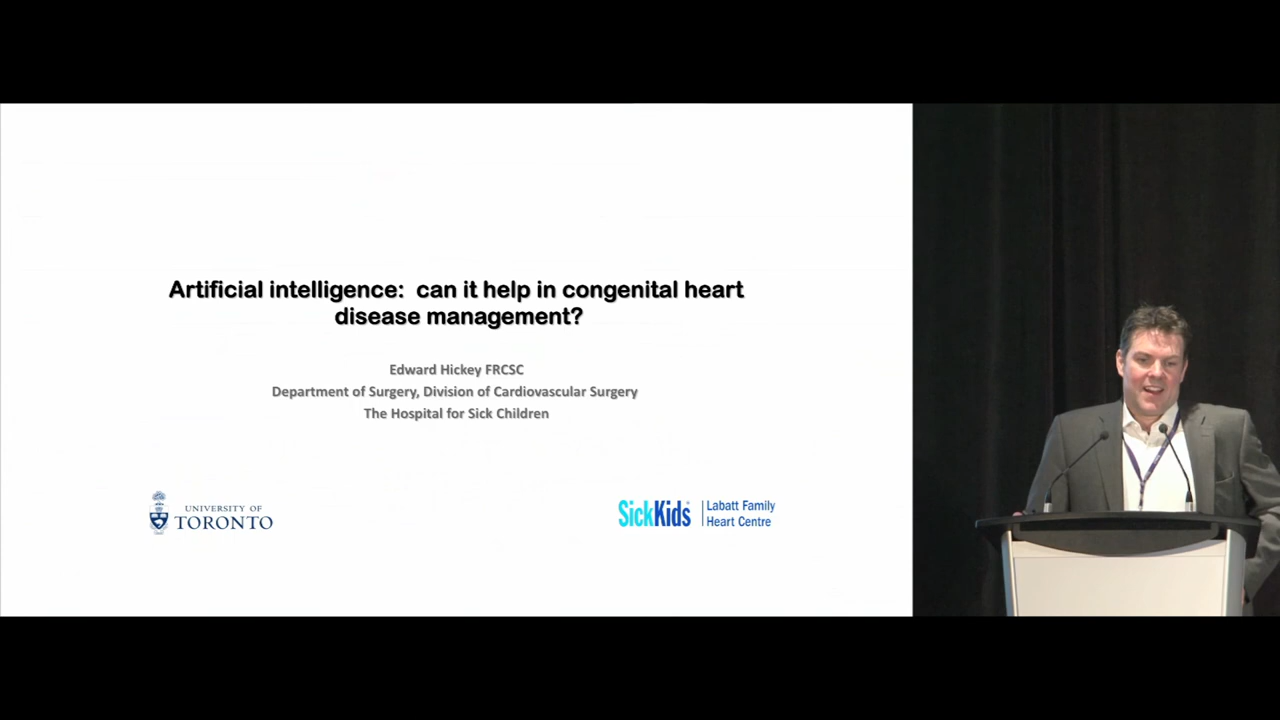 Artificial intelligence:  can it help in congenital heart
disease management?
Edward Hickey FRCSC
Department of Surgery, Division of Cardiovascular Surgery
The Hospital for Sick Children
UNIVERSITY OF
TORONTO
SickKids
Labatt Family
Heart Centre